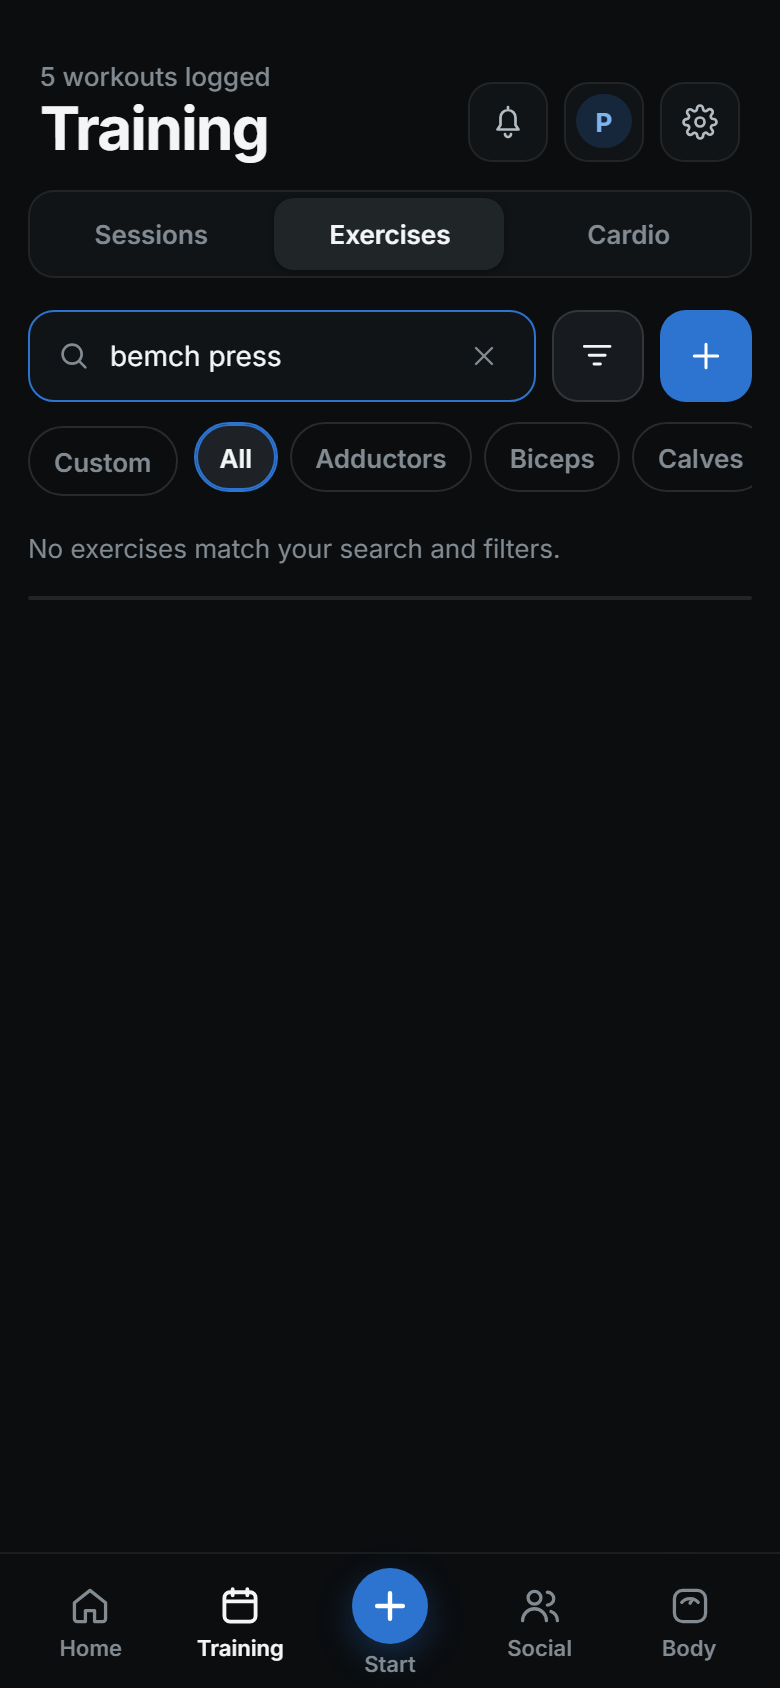 5 workouts logged
Training
P
Sessions Exercises Cardio
bemch press
Custom All Adductors Biceps Calves
No exercises match your search and filters.
Home Training Start Social Body